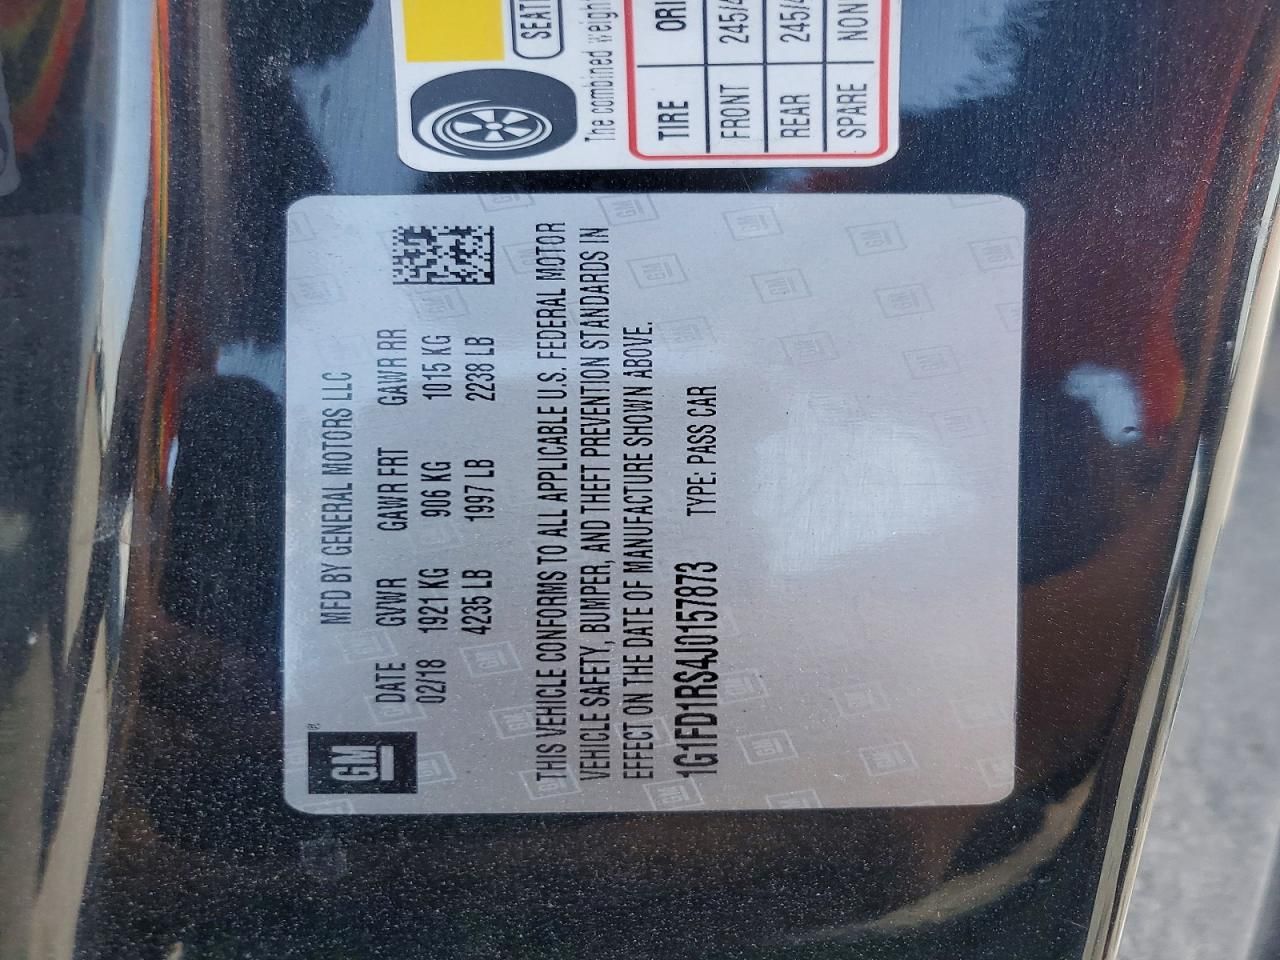 MFD BY GENERAL MOTORS LLC
GM
DATE GVWR GAWR FRT GAWR RR
02/18 1921 KG 906 KG 1015 KG
4235 LB 1997 LB 2238 LB
THIS VEHICLE CONFORMS TO ALL APPLICABLE U.S. FEDERAL MOTOR
VEHICLE SAFETY, BUMPER, AND THEFT PREVENTION STANDARDS IN
EFFECT ON THE DATE OF MANUFACTURE SHOWN ABOVE.
1G1FD1RS4J0157873 TYPE: PASS CAR
The combined
TIRE
FRONT 245/4
REAR 245/4
SPARE NON